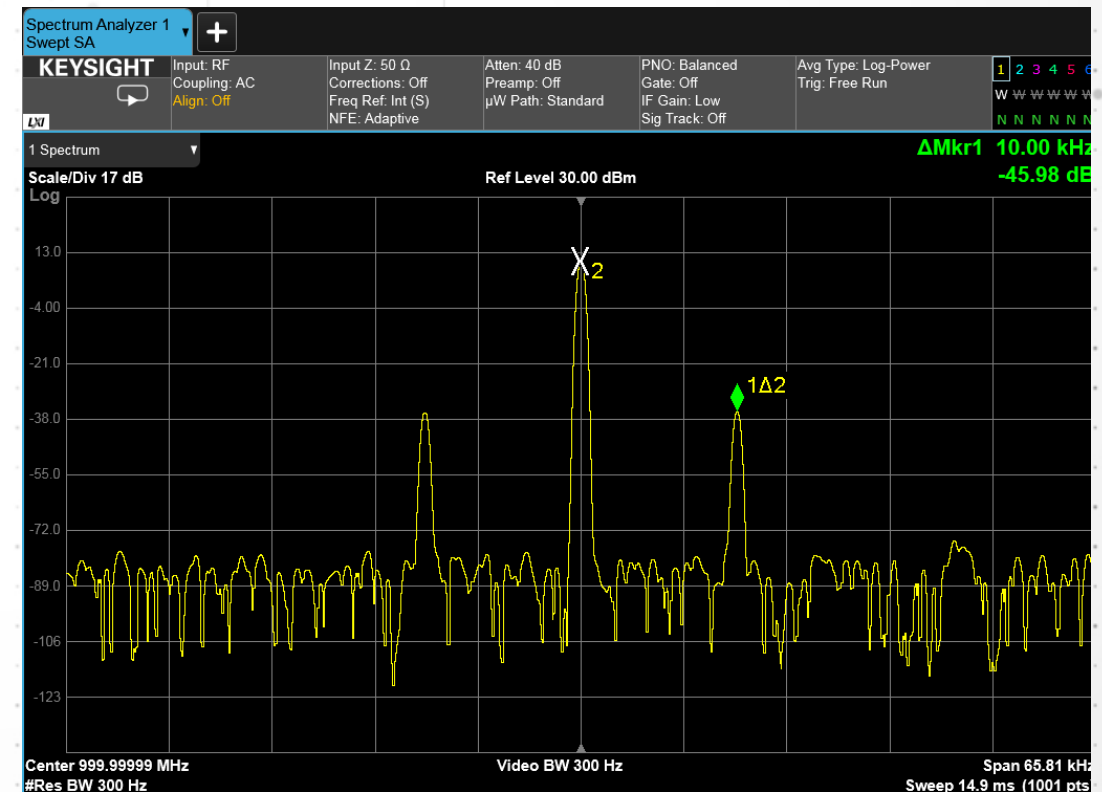 Spectrum Analyzer 1
Swept SA
▼
+
KEYSIGHT
LXI
Input: RF
Coupling: AC
Align: Off
Input Z: 50 Ω
Corrections: Off
Freq Ref: Int (S)
NFE: Adaptive
Atten: 40 dB
Preamp: Off
µW Path: Standard
PNO: Balanced
Gate: Off
IF Gain: Low
Sig Track: Off
Avg Type: Log-Power
Trig: Free Run
1 2 3 4 5 6
W W W W W W
N N N N N N
1 Spectrum ▼
ΔMkr1 10.00 kHz
Scale/Div 17 dB Ref Level 30.00 dBm -45.98 dB
Log
13.0
2
-4.00
-21.0
1Δ2
-38.0
-55.0
-72.0
-89.0
-106
-123
Center 999.99999 MHz Video BW 300 Hz Span 65.81 kHz
#Res BW 300 Hz Sweep 14.9 ms (1001 pts)